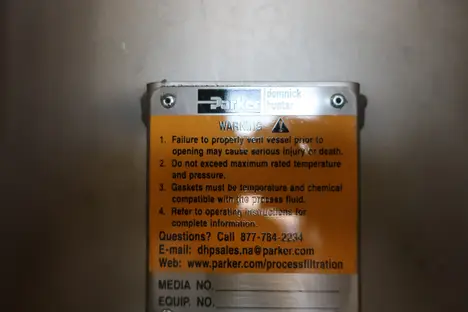 Parker
domnick
hunter
WARNING
1. Failure to properly vent vessel prior to
opening may cause serious injury or death.
2. Do not exceed maximum rated temperature
and pressure.
3. Gaskets must be temperature and chemical
compatible with the process fluid.
4. Refer to operating instructions for
complete information.
Questions? Call 877-784-2234
E-mail: dhpsales.na@parker.com
Web: www.parker.com/processfiltration
MEDIA NO.
EQUIP. NO.